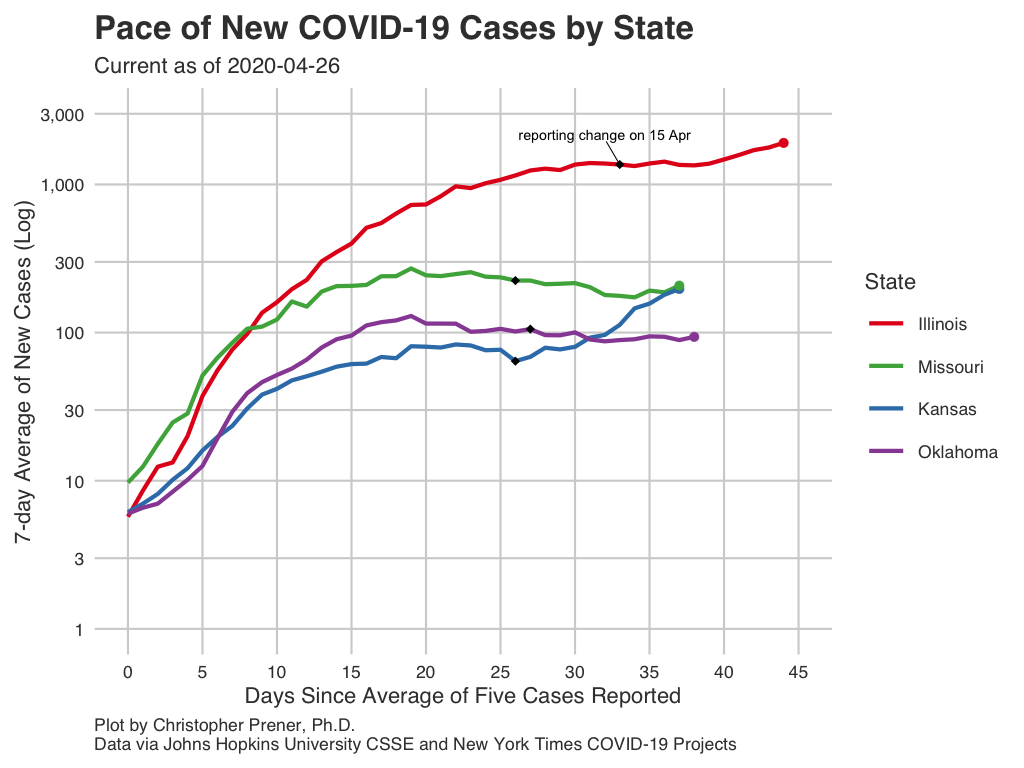 Pace of New COVID-19 Cases by State
Current as of 2020-04-26
7-day Average of New Cases (Log)
3,000
1,000
300
100
30
10
3
1
reporting change on 15 Apr
State
Illinois
Missouri
Kansas
Oklahoma
0 5 10 15 20 25 30 35 40 45
Days Since Average of Five Cases Reported
Plot by Christopher Prener, Ph.D.
Data via Johns Hopkins University CSSE and New York Times COVID-19 Projects